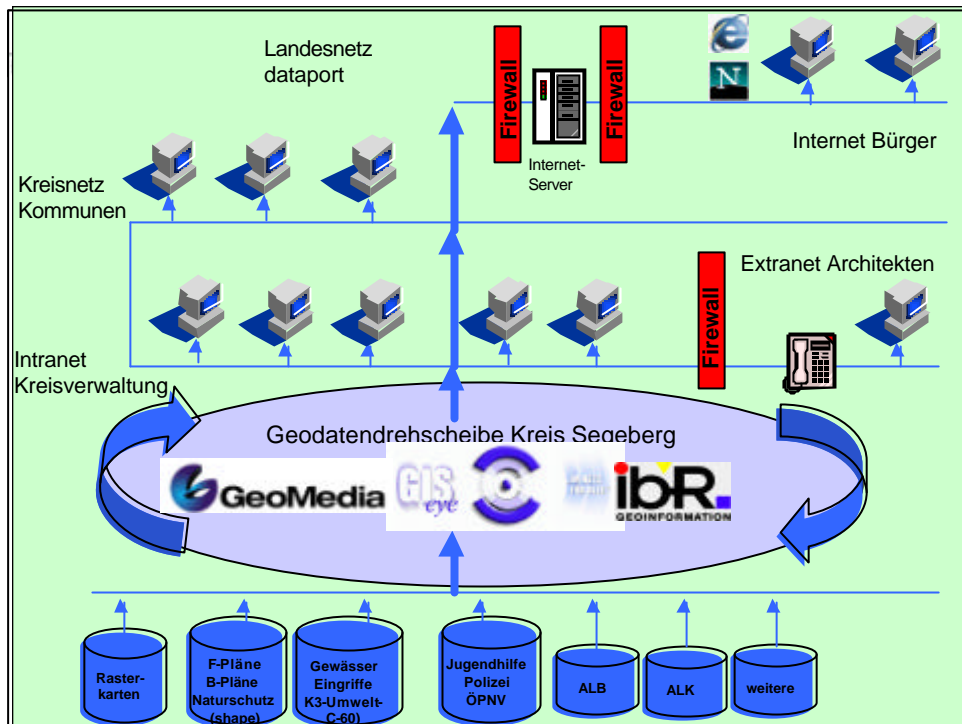 Landesnetz
dataport
Firewall
Firewall
N
Internet-
Server
Internet Bürger
Kreisnetz
Kommunen
Extranet Architekten
Firewall
Intranet
Kreisverwaltung
Geodatendrehscheibe Kreis Segeberg
GeoMedia
GIS
eye
ibR.
GEOINFORMATION
Raster-
karten
F-Pläne
B-Pläne
Naturschutz
(shape)
Gewässer
Eingriffe
K3-Umwelt-
C-60)
Jugendhilfe
Polizei
ÖPNV
ALB
ALK
weitere